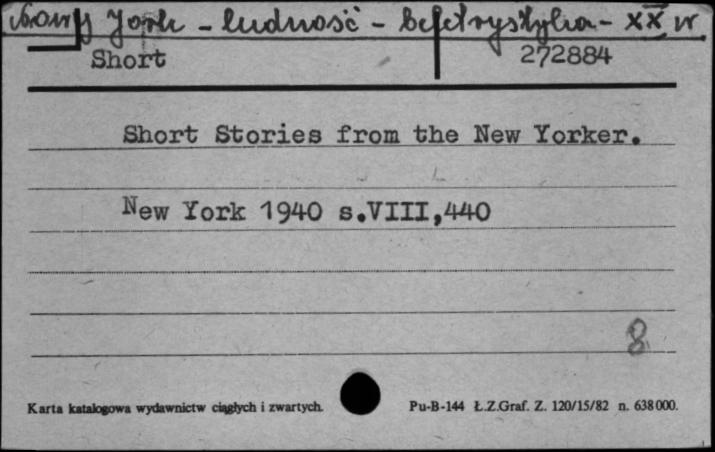 Nowy Jork - ludność - beletrystyka - XX w.
Short 272884
Short Stories from the New Yorker.
New York 1940 s.VIII,440
8
Karta katalogowa wydawnictw ciągłych i zwartych. Pu-B-144 Ł.Z.Graf. Z. 120/15/82 n. 638000.